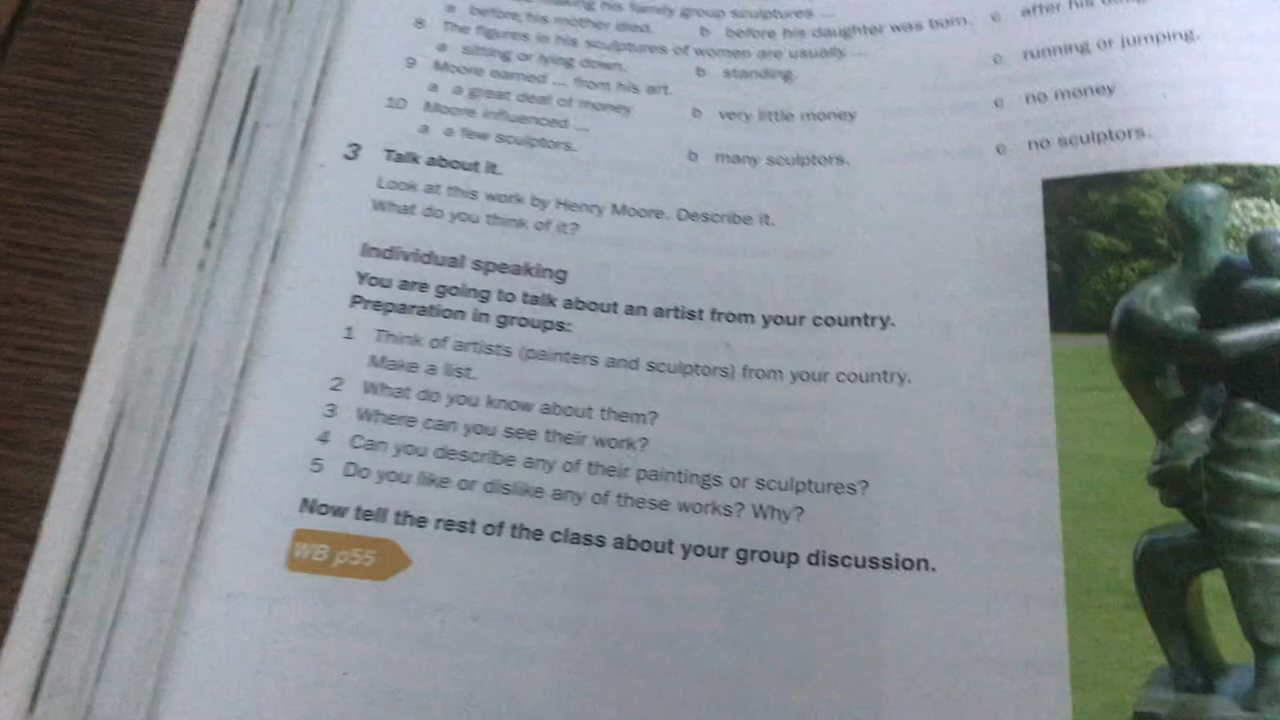 making his family group sculptures ...
a before his mother died. b before his daughter was born. c after his
8 The figures in his sculptures of women are usually ...
a sitting or lying down. b standing. c running or jumping.
9 Moore earned ... from his art.
a a great deal of money b very little money c no money
10 Moore influenced ...
a a few sculptors. b many sculptors. c no sculptors.
3 Talk about it.
Look at this work by Henry Moore. Describe it.
What do you think of it?
Individual speaking
You are going to talk about an artist from your country.
Preparation in groups:
1 Think of artists (painters and sculptors) from your country.
Make a list.
2 What do you know about them?
3 Where can you see their work?
4 Can you describe any of their paintings or sculptures?
5 Do you like or dislike any of these works? Why?
Now tell the rest of the class about your group discussion.
WB p55